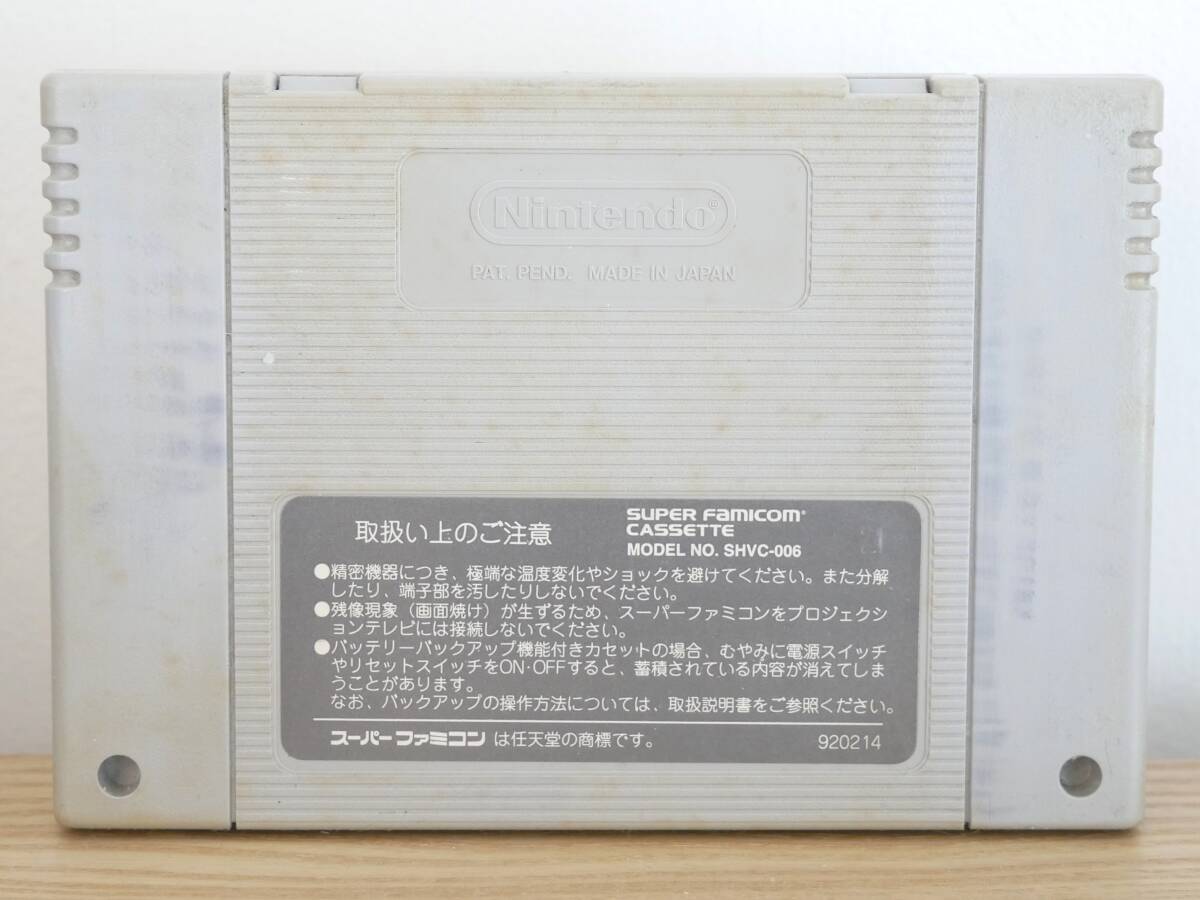 Nintendo®
PAT. PEND. MADE IN JAPAN
取扱い上のご注意
SUPER FAMICOM®
CASSETTE
MODEL NO. SHVC-006
●精密機器につき、極端な温度変化やショックを避けてください。また分解
したり、端子部を汚したりしないでください。
●残像現象（画面焼け）が生ずるため、スーパーファミコンをプロジェクシ
ョンテレビには接続しないでください。
●バッテリーバックアップ機能付きカセットの場合、むやみに電源スイッチ
やリセットスイッチをON·OFFすると、蓄積されている内容が消えてしま
うことがあります。
なお、バックアップの操作方法については、取扱説明書をご参照ください。
スーパーファミコン は任天堂の商標です。
920214